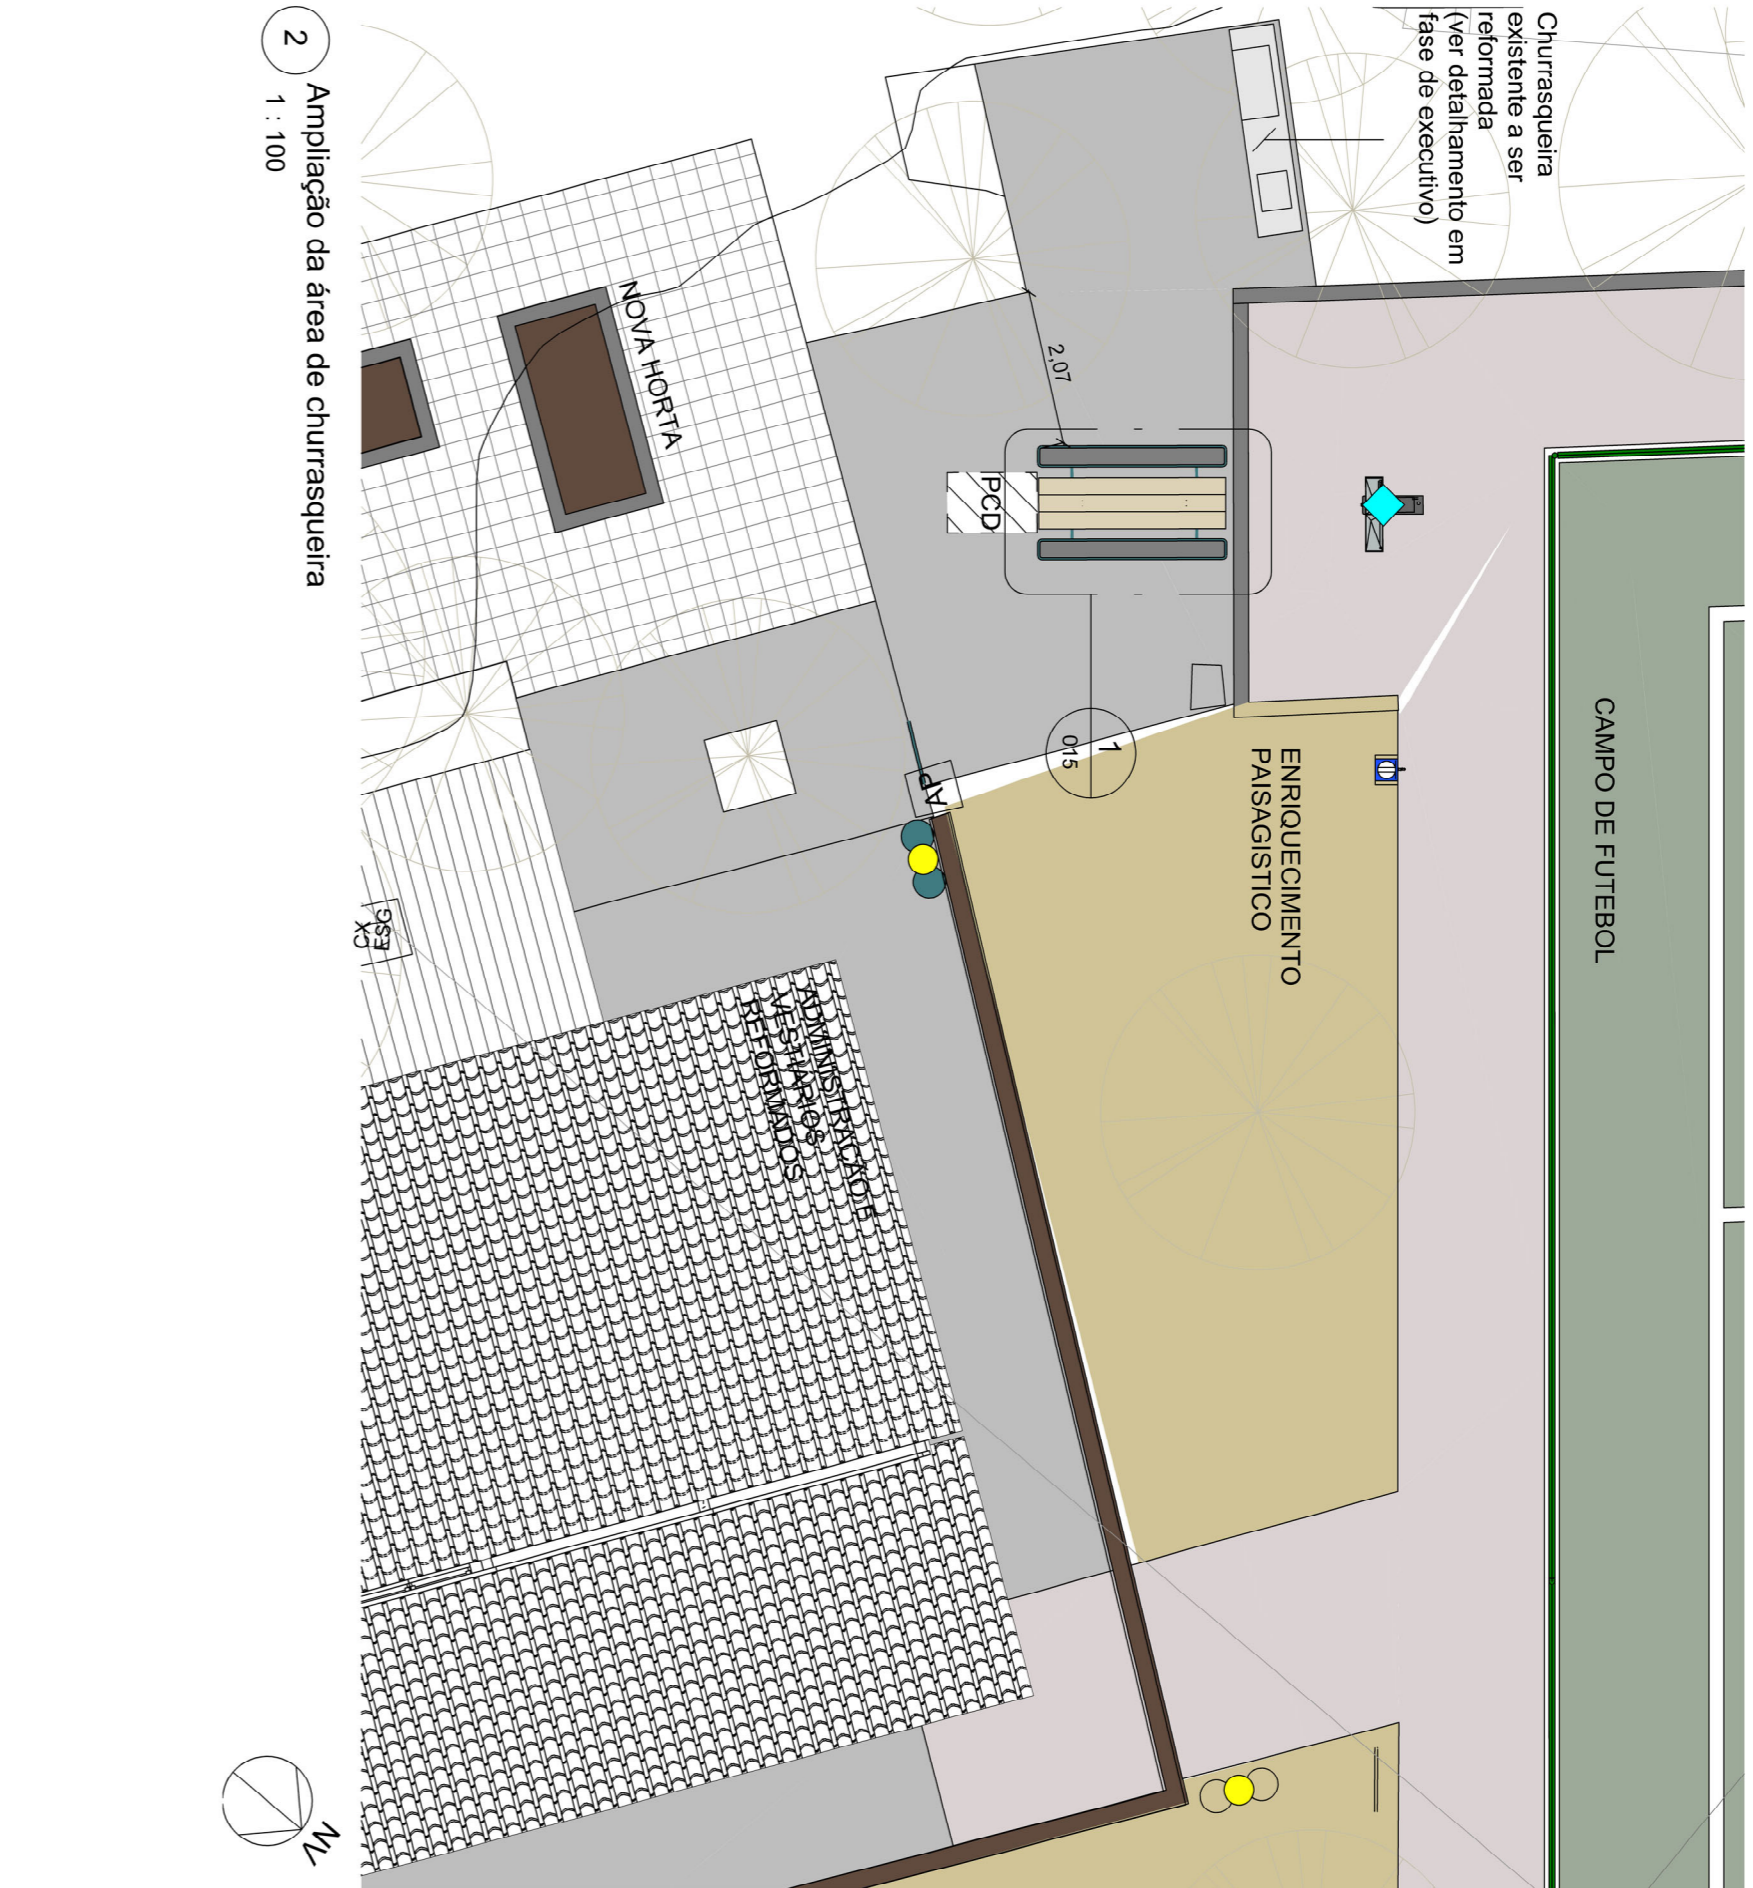 Churrasqueira
existente a ser
reformada
(ver detalhamento em
fase de executivo)
CAMPO DE FUTEBOL
ENRIQUECIMENTO
PAISAGISTICO
2,07
PCD
1
015
AP
NOVA HORTA
ADMINISTRAÇÃO E
VESTIÁRIOS
REFORMADOS
CX
ESG
2
Ampliação da área de churrasqueira
1 : 100